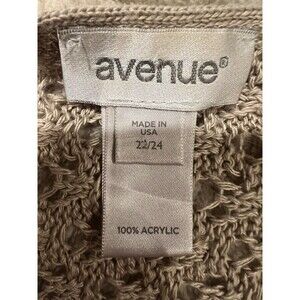 avenue®
MADE IN
USA
22/24
100% ACRYLIC